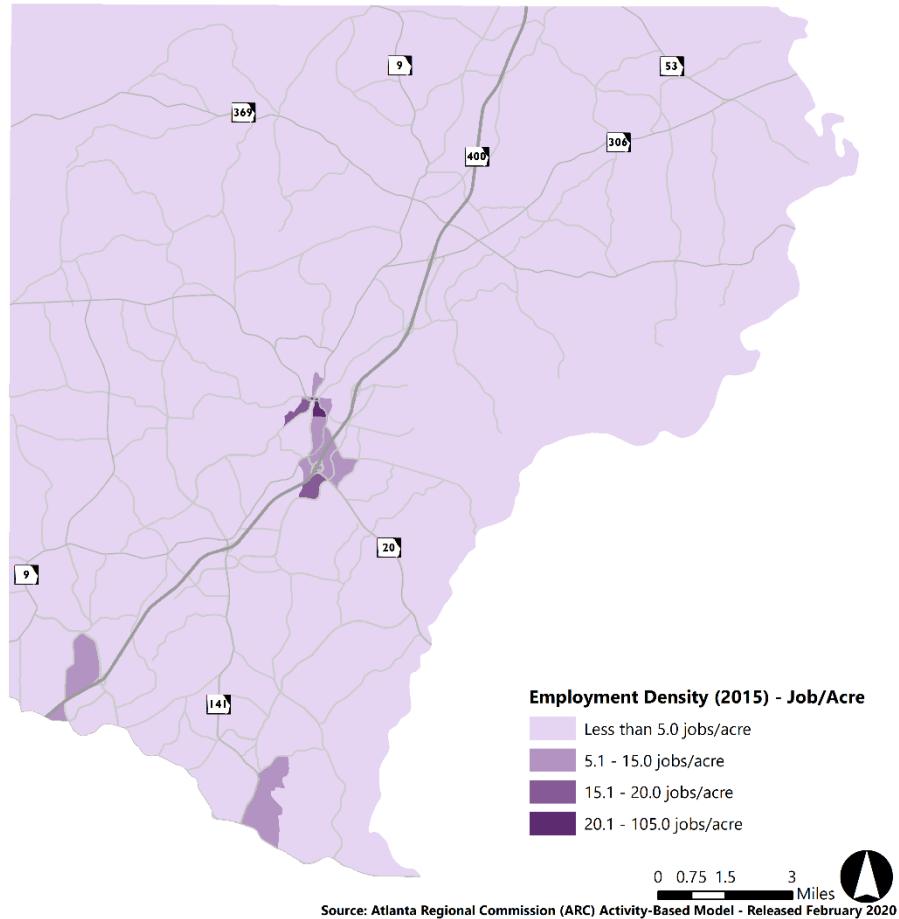 9
53
369
306
400
20
9
141
Employment Density (2015) - Job/Acre
Less than 5.0 jobs/acre
5.1 - 15.0 jobs/acre
15.1 - 20.0 jobs/acre
20.1 - 105.0 jobs/acre
0 0.75 1.5 3
Miles
Source: Atlanta Regional Commission (ARC) Activity-Based Model - Released February 2020